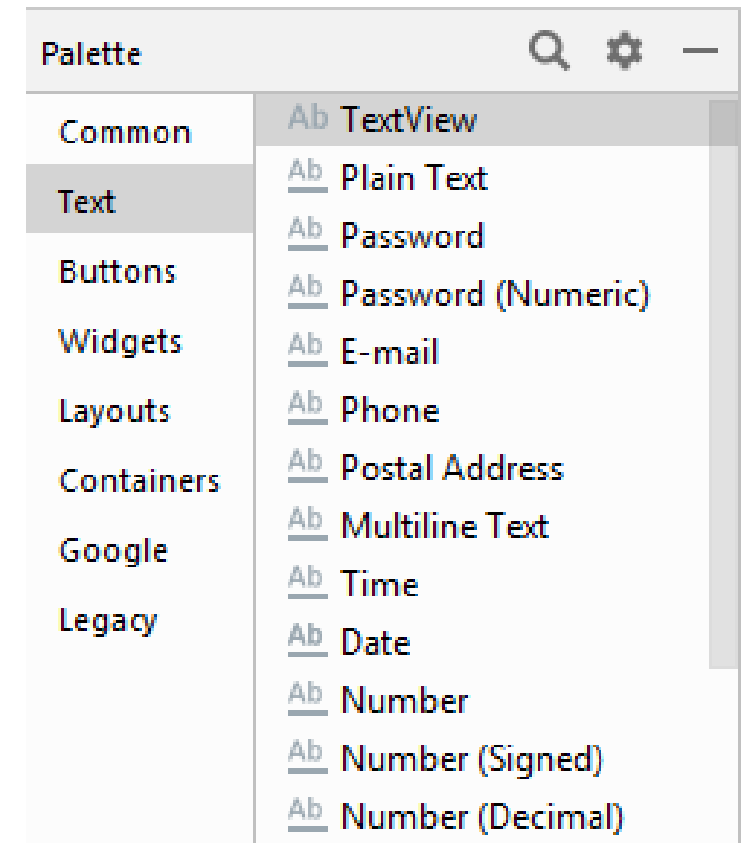 Palette
Common
Text
Buttons
Widgets
Layouts
Containers
Google
Legacy
Ab TextView
Ab Plain Text
Ab Password
Ab Password (Numeric)
Ab E-mail
Ab Phone
Ab Postal Address
Ab Multiline Text
Ab Time
Ab Date
Ab Number
Ab Number (Signed)
Ab Number (Decimal)